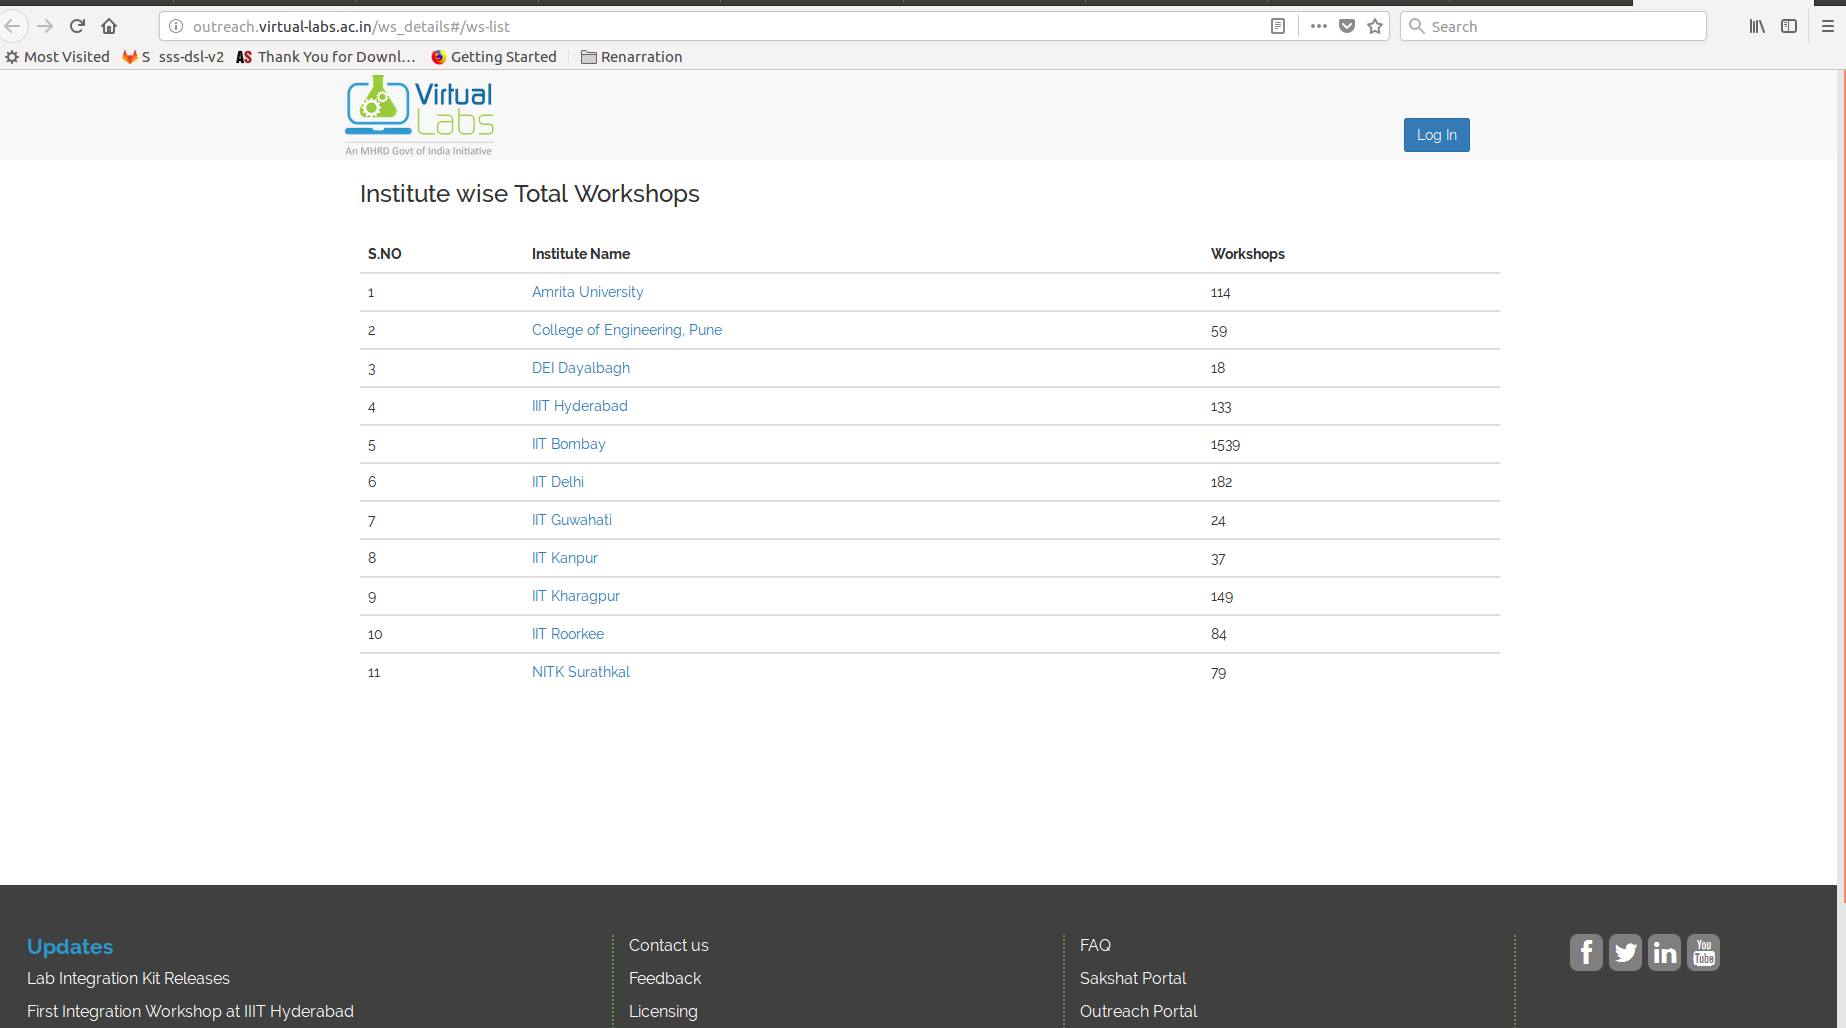 outreach.virtual-labs.ac.in/ws_details#/ws-list
Search
Most Visited S sss-dsl-v2 AS Thank You for Downl... Getting Started Renarration
Virtual
Labs
An MHRD Govt of India Initiative
Log In
Institute wise Total Workshops
S.NO Institute Name Workshops
1 Amrita University 114
2 College of Engineering, Pune 59
3 DEI Dayalbagh 18
4 IIIT Hyderabad 133
5 IIT Bombay 1539
6 IIT Delhi 182
7 IIT Guwahati 24
8 IIT Kanpur 37
9 IIT Kharagpur 149
10 IIT Roorkee 84
11 NITK Surathkal 79
Updates
Lab Integration Kit Releases
First Integration Workshop at IIIT Hyderabad
Contact us
Feedback
Licensing
FAQ
Sakshat Portal
Outreach Portal
f in You Tube